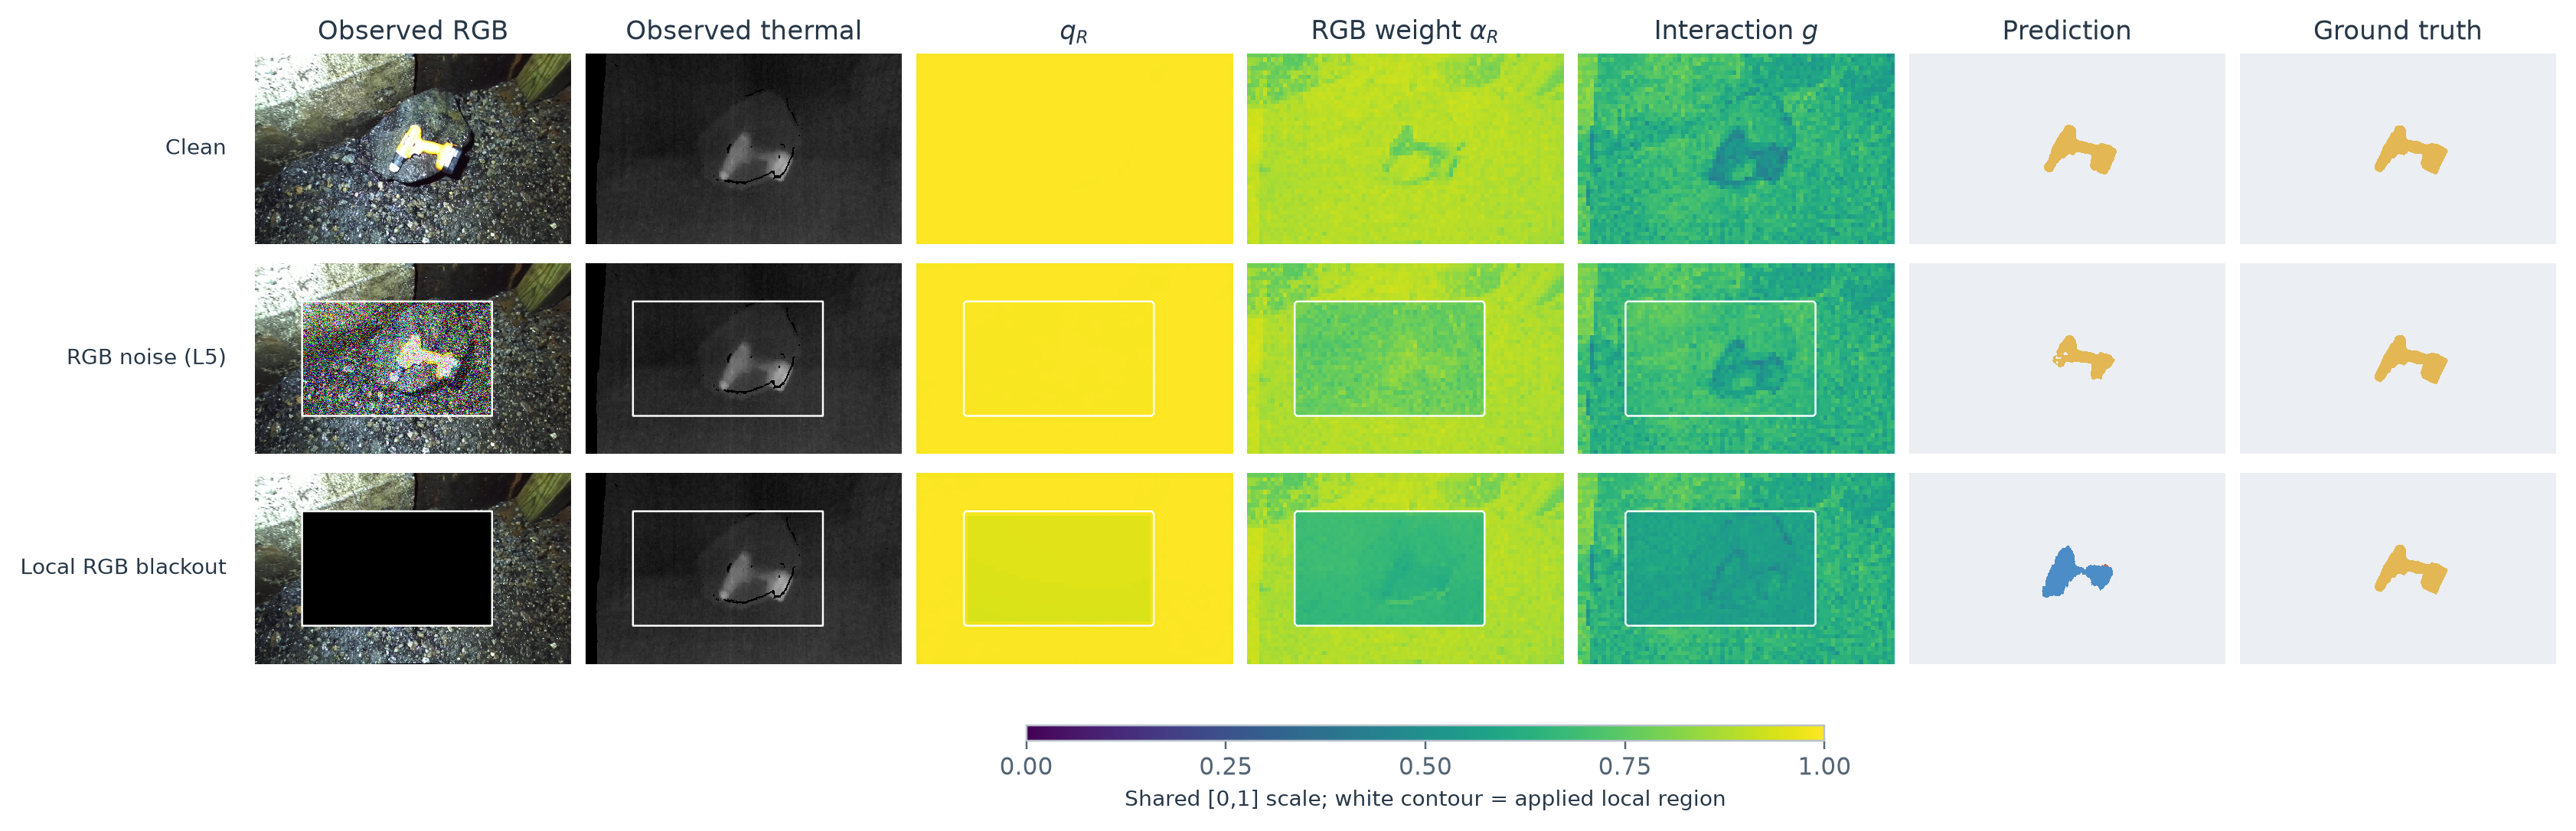 Observed RGB
Observed thermal
q_R
RGB weight α_R
Interaction g
Prediction
Ground truth
Clean
RGB noise (L5)
Local RGB blackout
0.00 0.25 0.50 0.75 1.00
Shared [0,1] scale; white contour = applied local region